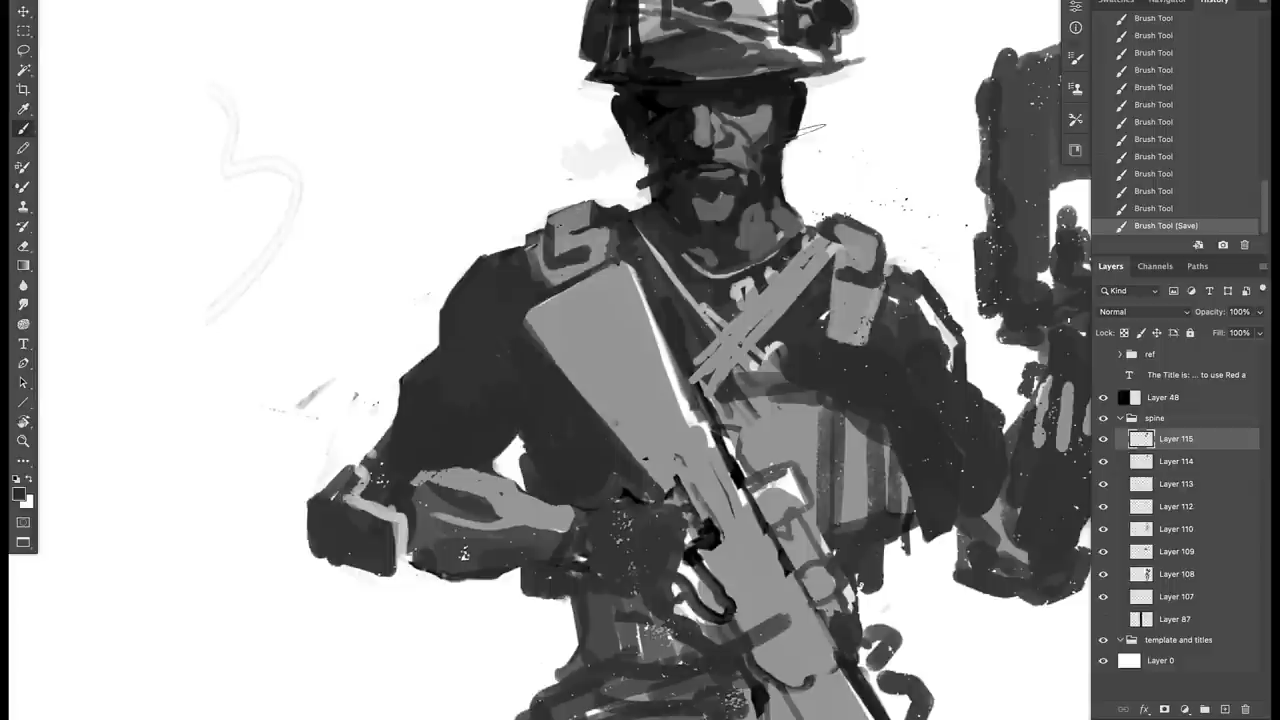 Swatches Navigator History
Brush Tool
Brush Tool
Brush Tool
Brush Tool
Brush Tool
Brush Tool
Brush Tool
Brush Tool
Brush Tool
Brush Tool
Brush Tool
Brush Tool
Brush Tool (Save)
Layers Channels Paths
Kind
Normal Opacity: 100%
Lock: Fill: 100%
ref
The Title is: ... to use Red a
Layer 48
spine
Layer 115
Layer 114
Layer 113
Layer 112
Layer 110
Layer 109
Layer 108
Layer 107
Layer 87
template and titles
Layer 0